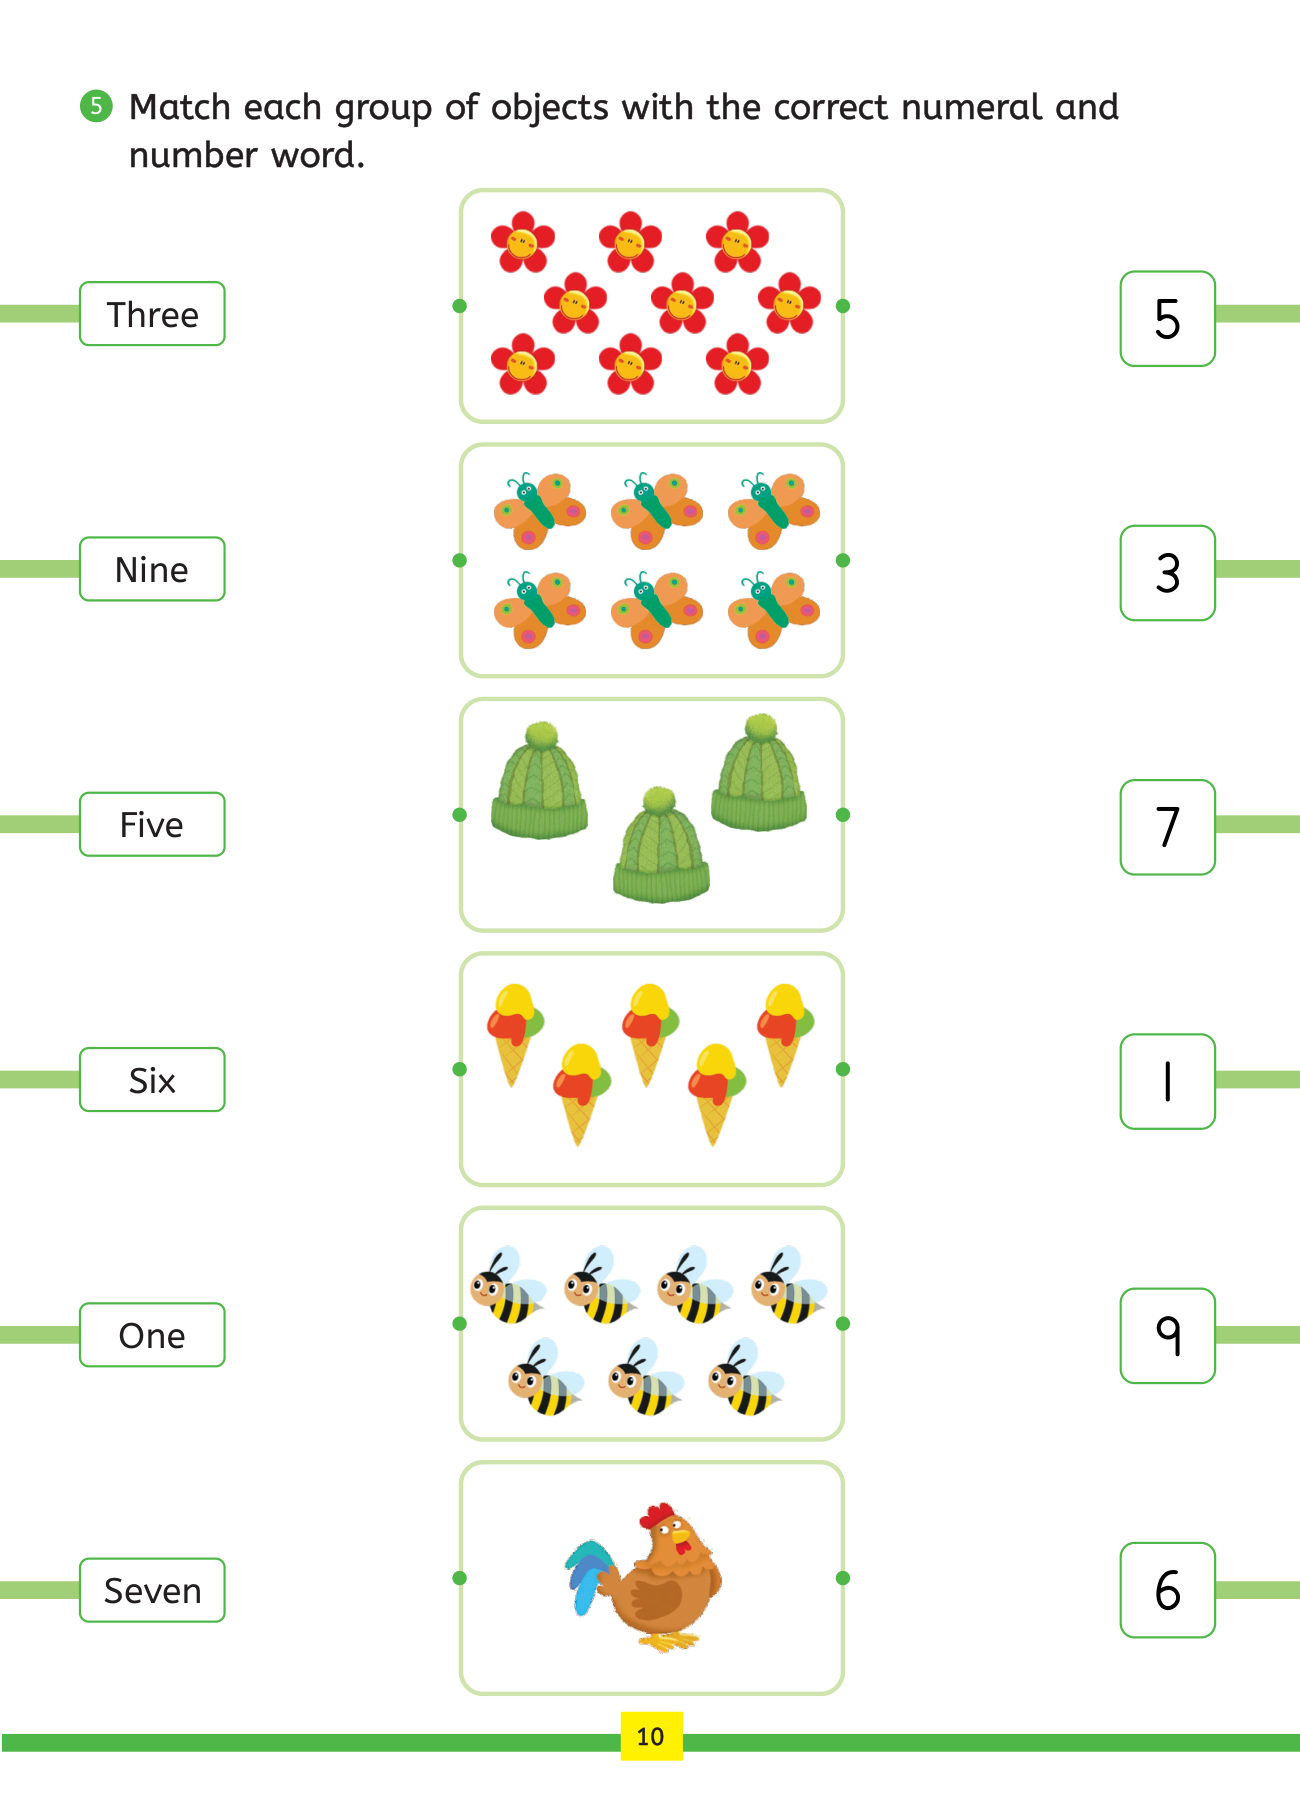 5 Match each group of objects with the correct numeral and
number word.
Three
5
Nine
3
Five
7
Six
1
One
9
Seven
6
10